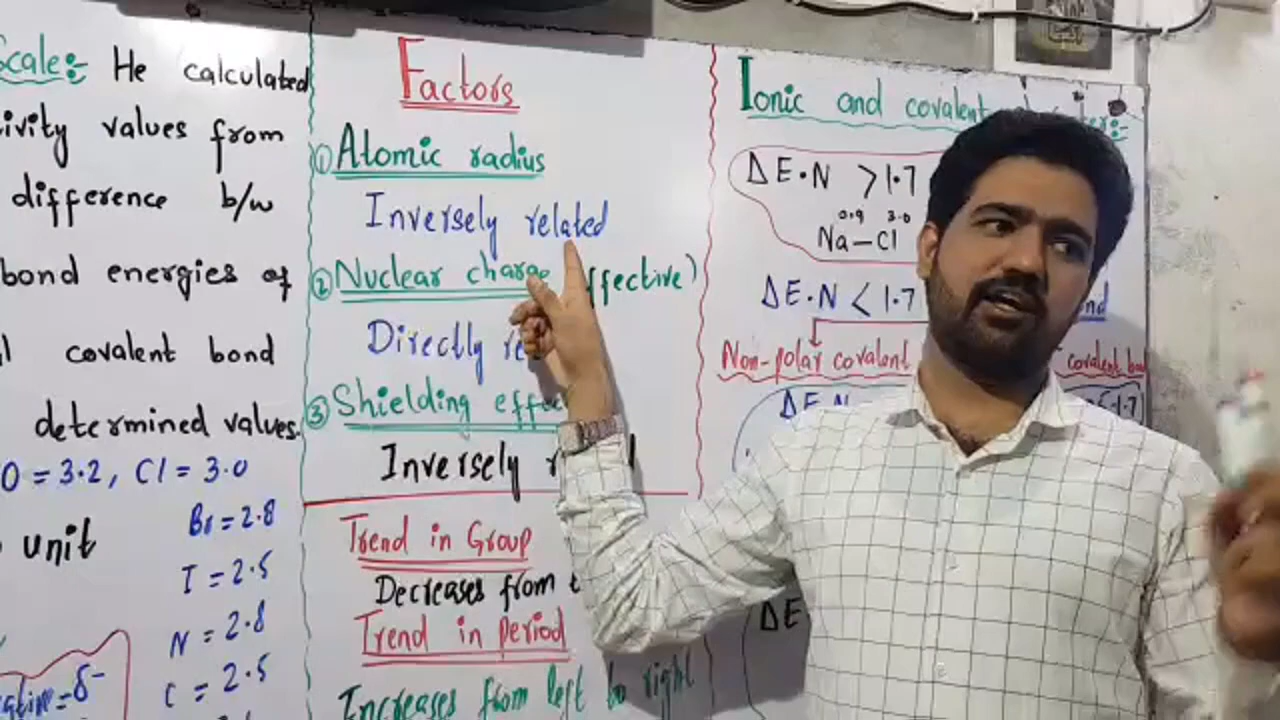 Scale:- He calculated
ivity values from
difference b/w
bond energies of
covalent bond
determined values.
O = 3.2, Cl = 3.0
Br = 2.8
unit
I = 2.5
N = 2.8
C = 2.5
δ-
Factors
① Atomic radius
Inversely related
② Nuclear charge ffective)
Directly
③ Shielding effec
Inversely
Trend in Group
Decreases from
Trend in period
Increases from left to right
Ionic and covalent
ΔE.N >1.7
0.9 3.0
Na-Cl
ΔE.N < 1.7
Non-polar covalent
covalent
ΔE.N
1.7
ΔE